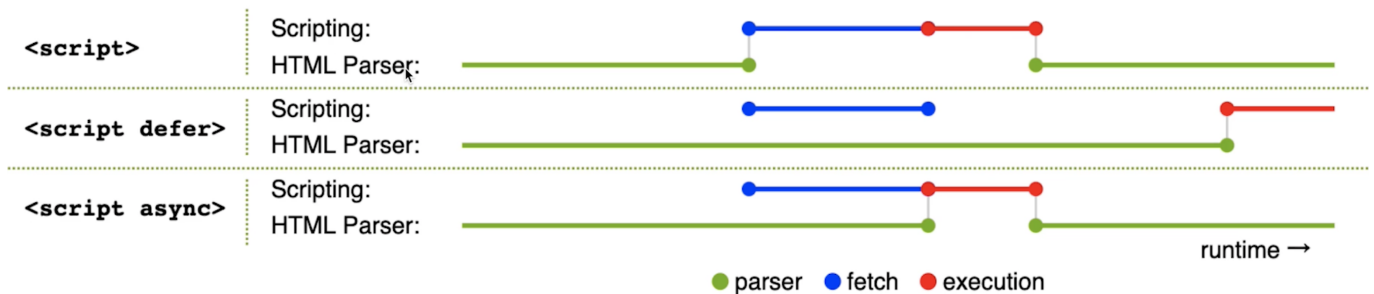 <script>
Scripting:
HTML Parser:
<script defer>
Scripting:
HTML Parser:
<script async>
Scripting:
HTML Parser:
runtime →
parser fetch execution